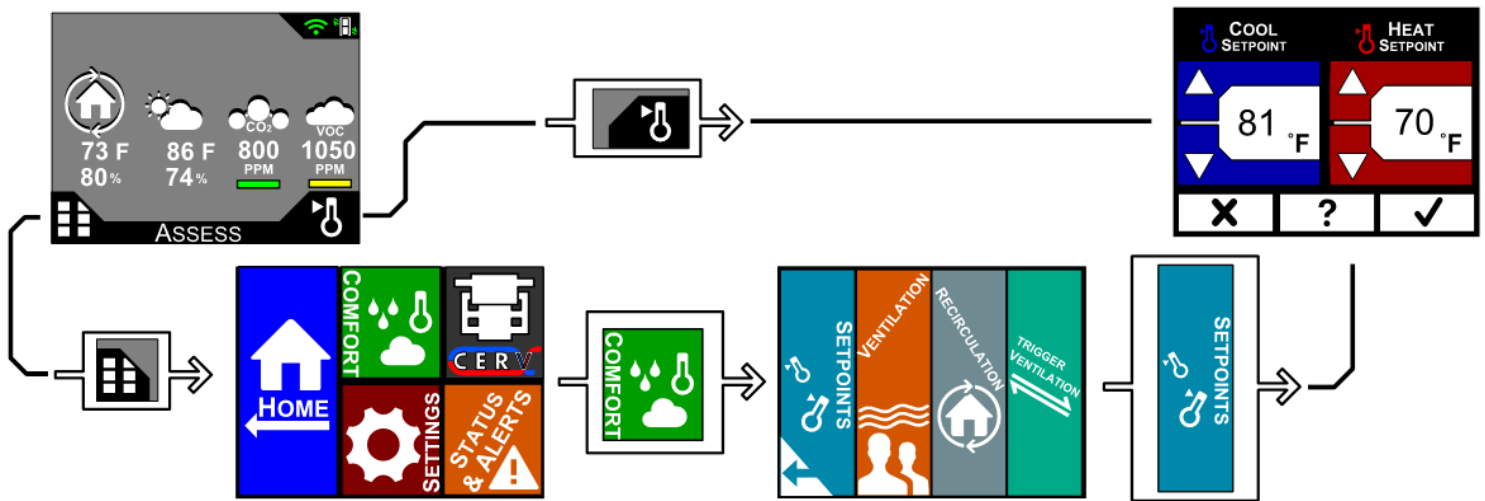 73 F
80%
86 F
74%
CO₂
800
PPM
VOC
1050
PPM
ASSESS
COOL
SETPOINT
81 °F
HEAT
SETPOINT
70 °F
?
HOME
COMFORT
CERV
SETTINGS
STATUS
& ALERTS
COMFORT
SETPOINTS
VENTILATION
RECIRCULATION
TRIGGER
VENTILATION
SETPOINTS